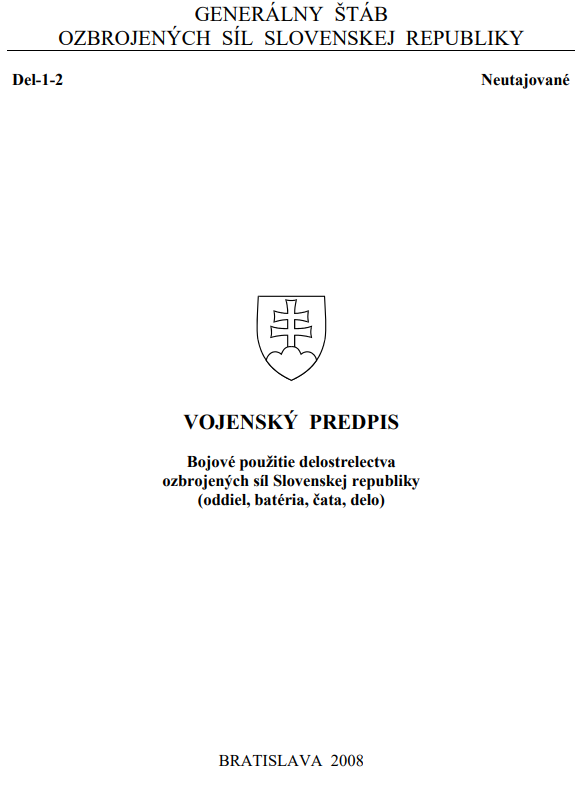 GENERÁLNY ŠTÁB
OZBROJENÝCH SÍL SLOVENSKEJ REPUBLIKY
Del-1-2 Neutajované
VOJENSKÝ PREDPIS
Bojové použitie delostrelectva
ozbrojených síl Slovenskej republiky
(oddiel, batéria, čata, delo)
BRATISLAVA 2008